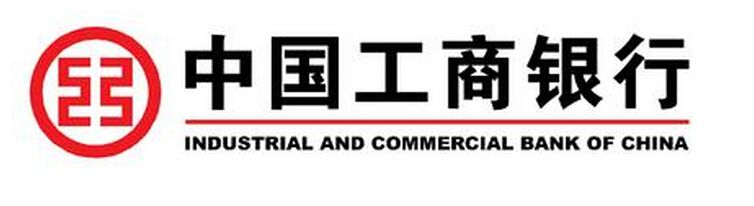 中国工商银行
INDUSTRIAL AND COMMERCIAL BANK OF CHINA